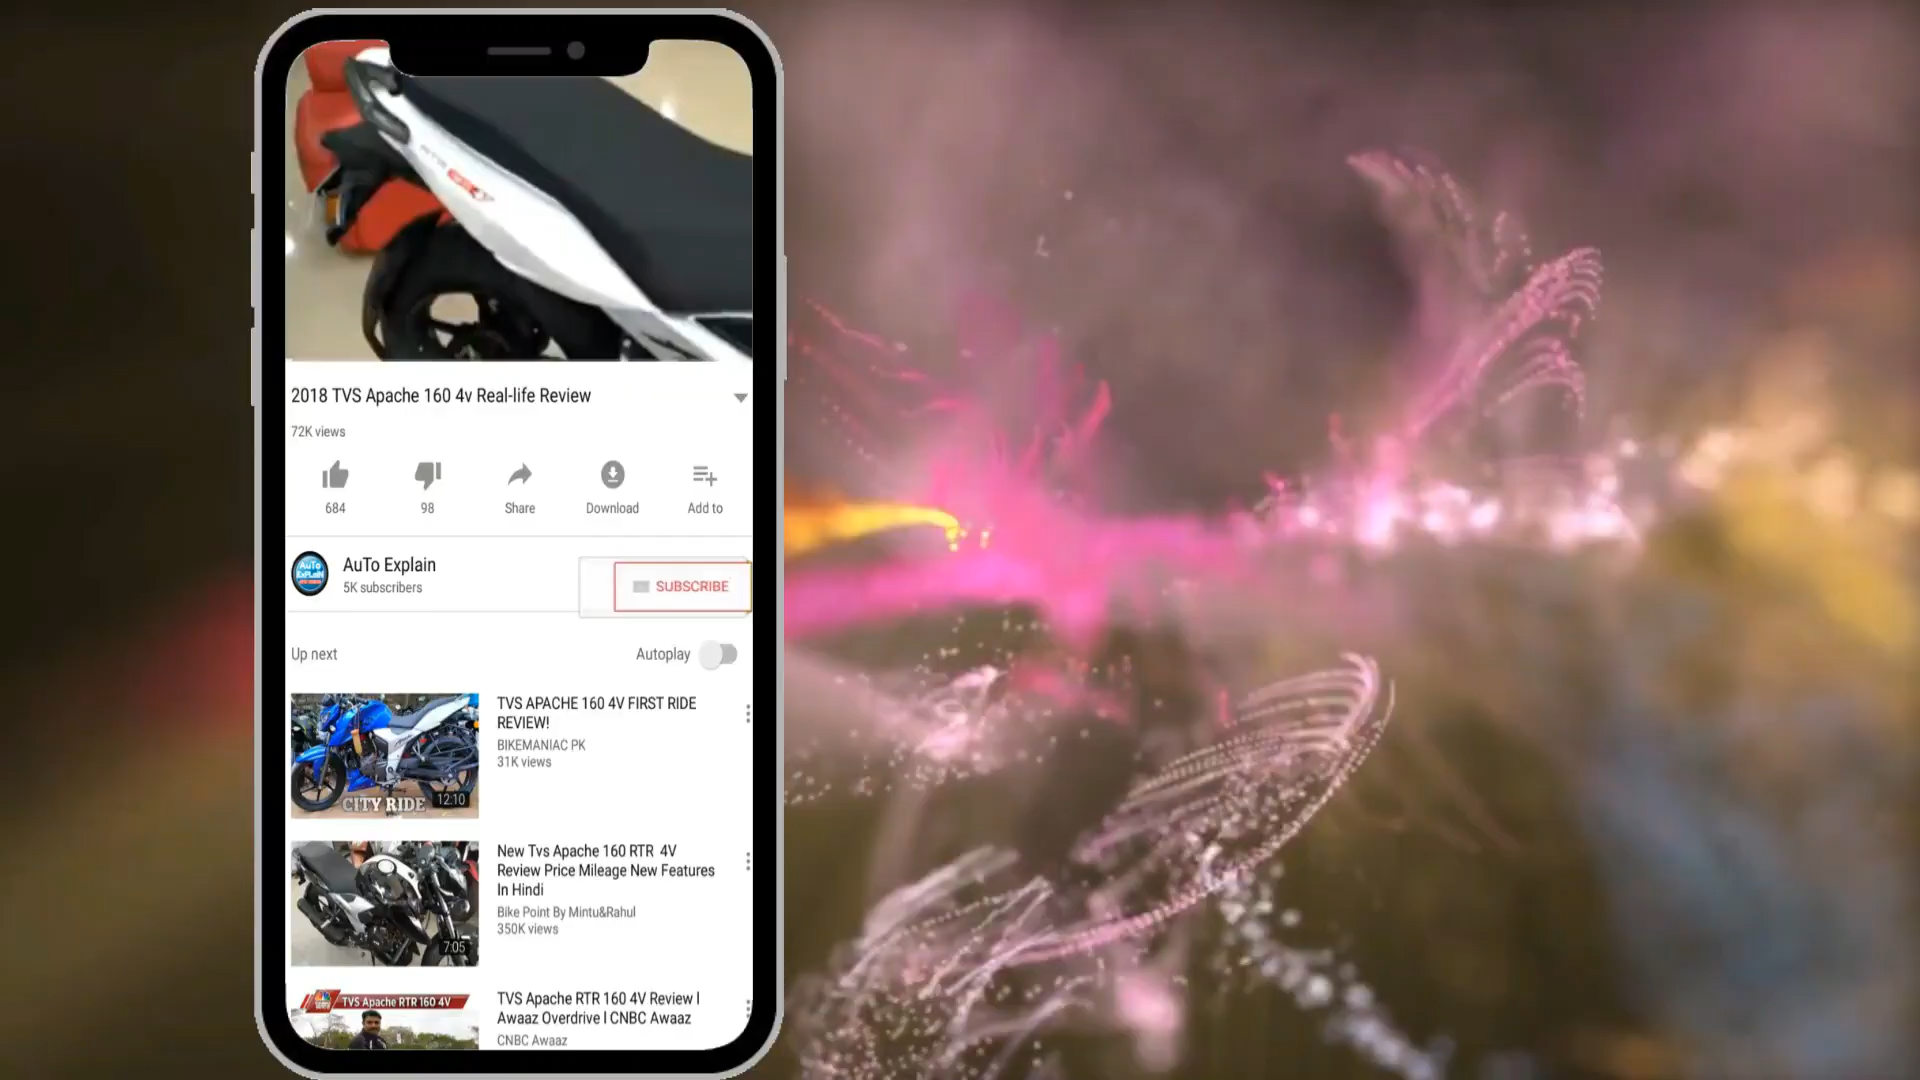 2018 TVS Apache 160 4v Real-life Review
72K views
684
98
Share
Download
Add to
AuTo Explain
5K subscribers
SUBSCRIBE
Up next
Autoplay
TVS APACHE 160 4V FIRST RIDE
REVIEW!
BIKEMANIAC PK
31K views
CITY RIDE
12:10
New Tvs Apache 160 RTR 4V
Review Price Mileage New Features
In Hindi
Bike Point By Mintu&Rahul
350K views
7:05
TVS Apache RTR 160 4V
TVS Apache RTR 160 4V Review l
Awaaz Overdrive l CNBC Awaaz
CNBC Awaaz